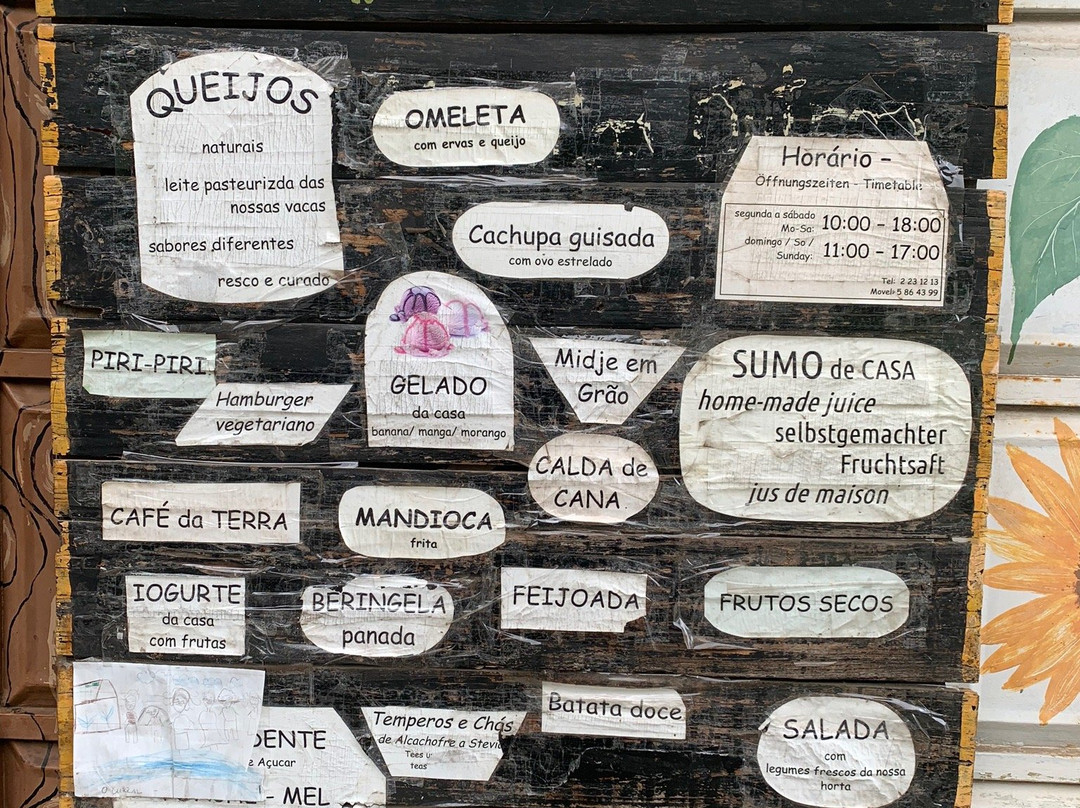 QUEIJOS
naturais
leite pasteurizda das
nossas vacas
sabores diferentes
resco e curado
OMELETA
com ervas e queijo
Horário -
Öffnungszeiten - Timetable
segunda a sábado
Mo-Sa:
10:00 - 18:00
domingo / So /
Sunday:
11:00 - 17:00
Tel: 2 23 12 13
Movel: 5 86 43 99
Cachupa guisada
com ovo estrelado
PIRI-PIRI
Hamburger
vegetariano
GELADO
da casa
banana/ manga/ morango
Midje em
Grão
SUMO de CASA
home-made juice
selbstgemachter
Fruchtsaft
jus de maison
CALDA de
CANA
CAFÉ da TERRA
MANDIOCA
frita
IOGURTE
da casa
com frutas
BERINGELA
panada
FEIJOADA
FRUTOS SECOS
DENTE
e Açucar
- MEL
Temperos e Chás
de Alcachofre a Stevia
Tees u
teas
Batata doce
SALADA
com
legumes frescos da nossa
horta